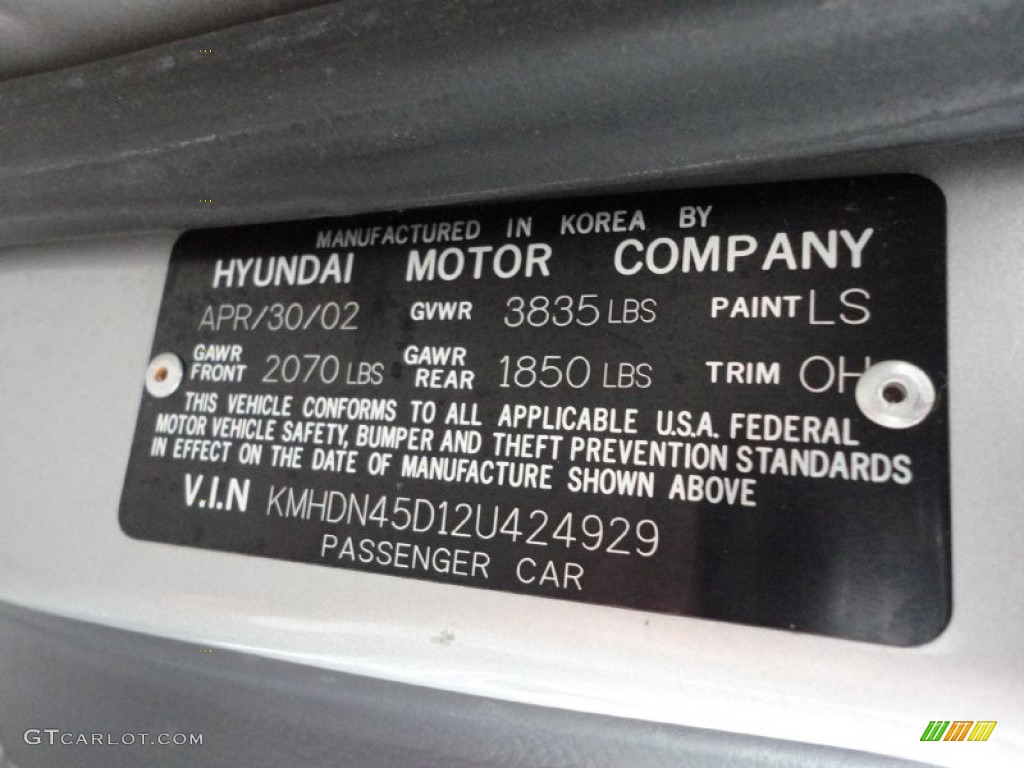 MANUFACTURED IN KOREA BY
HYUNDAI MOTOR COMPANY
APR/30/02 GVWR 3835 LBS PAINT LS
GAWR FRONT 2070 LBS GAWR REAR 1850 LBS TRIM OH
THIS VEHICLE CONFORMS TO ALL APPLICABLE U.S.A. FEDERAL
MOTOR VEHICLE SAFETY, BUMPER AND THEFT PREVENTION STANDARDS
IN EFFECT ON THE DATE OF MANUFACTURE SHOWN ABOVE
V.I.N KMHDN45D12U424929
PASSENGER CAR
GTCARLOT.COM